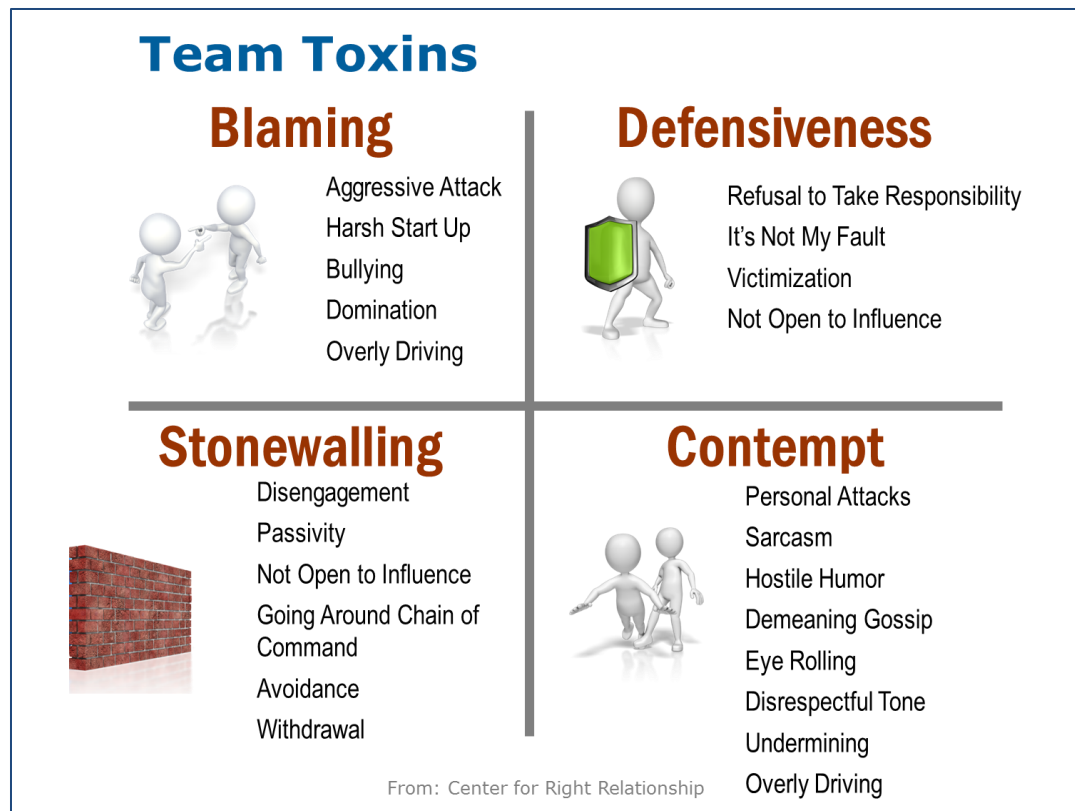 Team Toxins
Blaming
Aggressive Attack
Harsh Start Up
Bullying
Domination
Overly Driving
Defensiveness
Refusal to Take Responsibility
It's Not My Fault
Victimization
Not Open to Influence
Stonewalling
Disengagement
Passivity
Not Open to Influence
Going Around Chain of
Command
Avoidance
Withdrawal
Contempt
Personal Attacks
Sarcasm
Hostile Humor
Demeaning Gossip
Eye Rolling
Disrespectful Tone
Undermining
Overly Driving
From: Center for Right Relationship